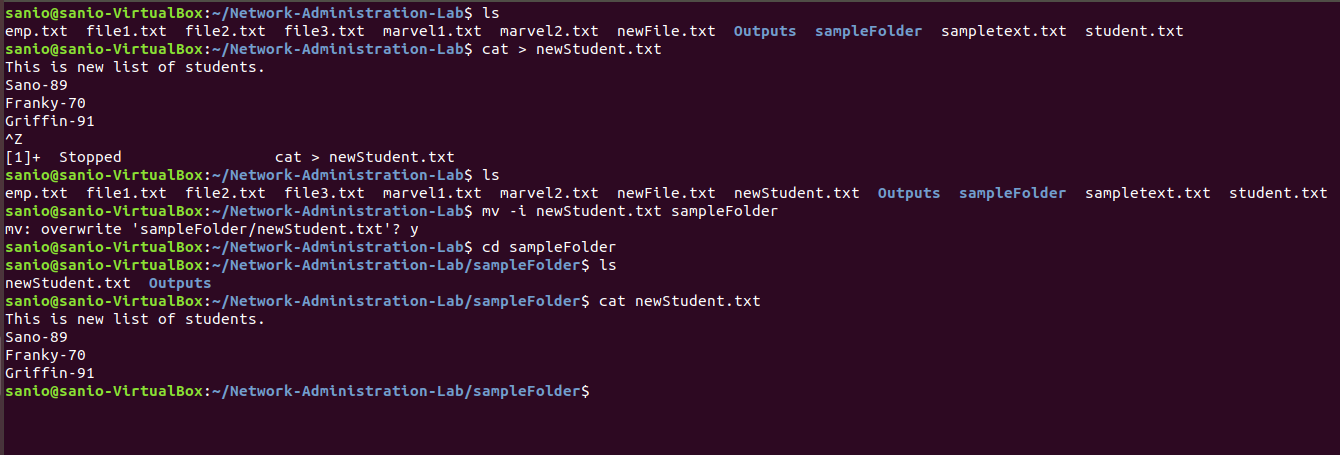 sanio@sanio-VirtualBox:~/Network-Administration-Lab$ ls
emp.txt  file1.txt  file2.txt  file3.txt  marvel1.txt  marvel2.txt  newFile.txt  Outputs  sampleFolder  sampletext.txt  student.txt
sanio@sanio-VirtualBox:~/Network-Administration-Lab$ cat > newStudent.txt
This is new list of students.
Sano-89
Franky-70
Griffin-91
^Z
[1]+  Stopped                 cat > newStudent.txt
sanio@sanio-VirtualBox:~/Network-Administration-Lab$ ls
emp.txt  file1.txt  file2.txt  file3.txt  marvel1.txt  marvel2.txt  newFile.txt  newStudent.txt  Outputs  sampleFolder  sampletext.txt  student.txt
sanio@sanio-VirtualBox:~/Network-Administration-Lab$ mv -i newStudent.txt sampleFolder
mv: overwrite 'sampleFolder/newStudent.txt'? y
sanio@sanio-VirtualBox:~/Network-Administration-Lab$ cd sampleFolder
sanio@sanio-VirtualBox:~/Network-Administration-Lab/sampleFolder$ ls
newStudent.txt  Outputs
sanio@sanio-VirtualBox:~/Network-Administration-Lab/sampleFolder$ cat newStudent.txt
This is new list of students.
Sano-89
Franky-70
Griffin-91
sanio@sanio-VirtualBox:~/Network-Administration-Lab/sampleFolder$